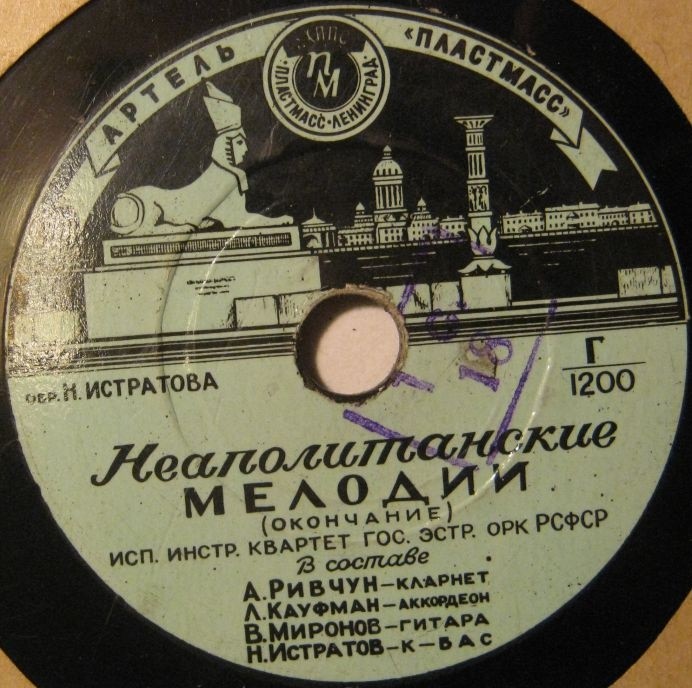 АРТЕЛЬ «ПЛАСТМАСС»
ПМ
ПЛАСТМАСС • ЛЕНИНГРАД
ОБР. Н. ИСТРАТОВА
Г
1200
18
Неаполитанские
МЕЛОДИИ
(ОКОНЧАНИЕ)
ИСП. ИНСТР. КВАРТЕТ ГОС. ЭСТР. ОРК РСФСР
В составе
А. РИВЧУН – КЛАРНЕТ
Л. КАУФМАН – АККОРДЕОН
В. МИРОНОВ – ГИТАРА
Н. ИСТРАТОВ – К – БАС